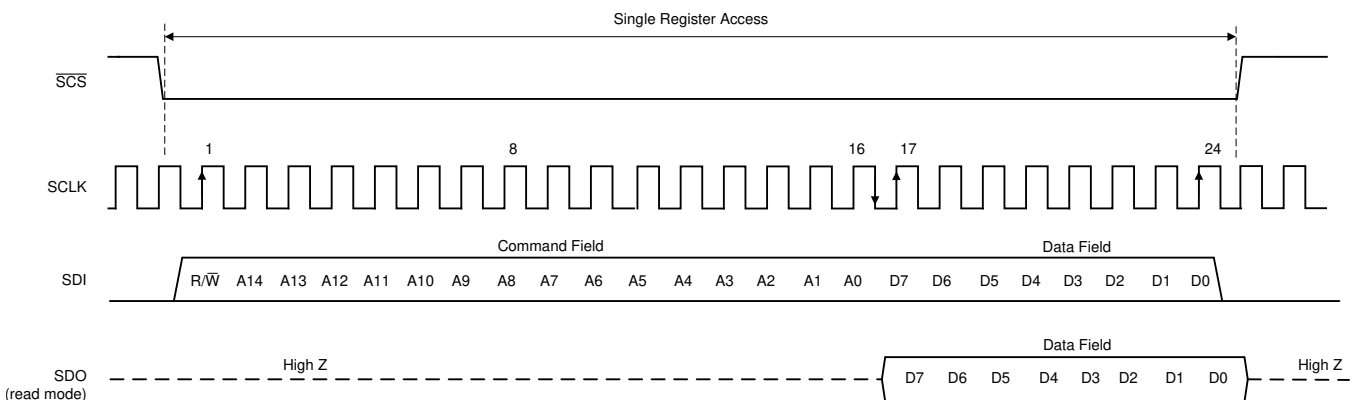 Single Register Access
SCS
1 8 16 17 24
SCLK
Command Field Data Field
SDI R/W A14 A13 A12 A11 A10 A9 A8 A7 A6 A5 A4 A3 A2 A1 A0 D7 D6 D5 D4 D3 D2 D1 D0
Data Field
High Z High Z
SDO D7 D6 D5 D4 D3 D2 D1 D0
(read mode)